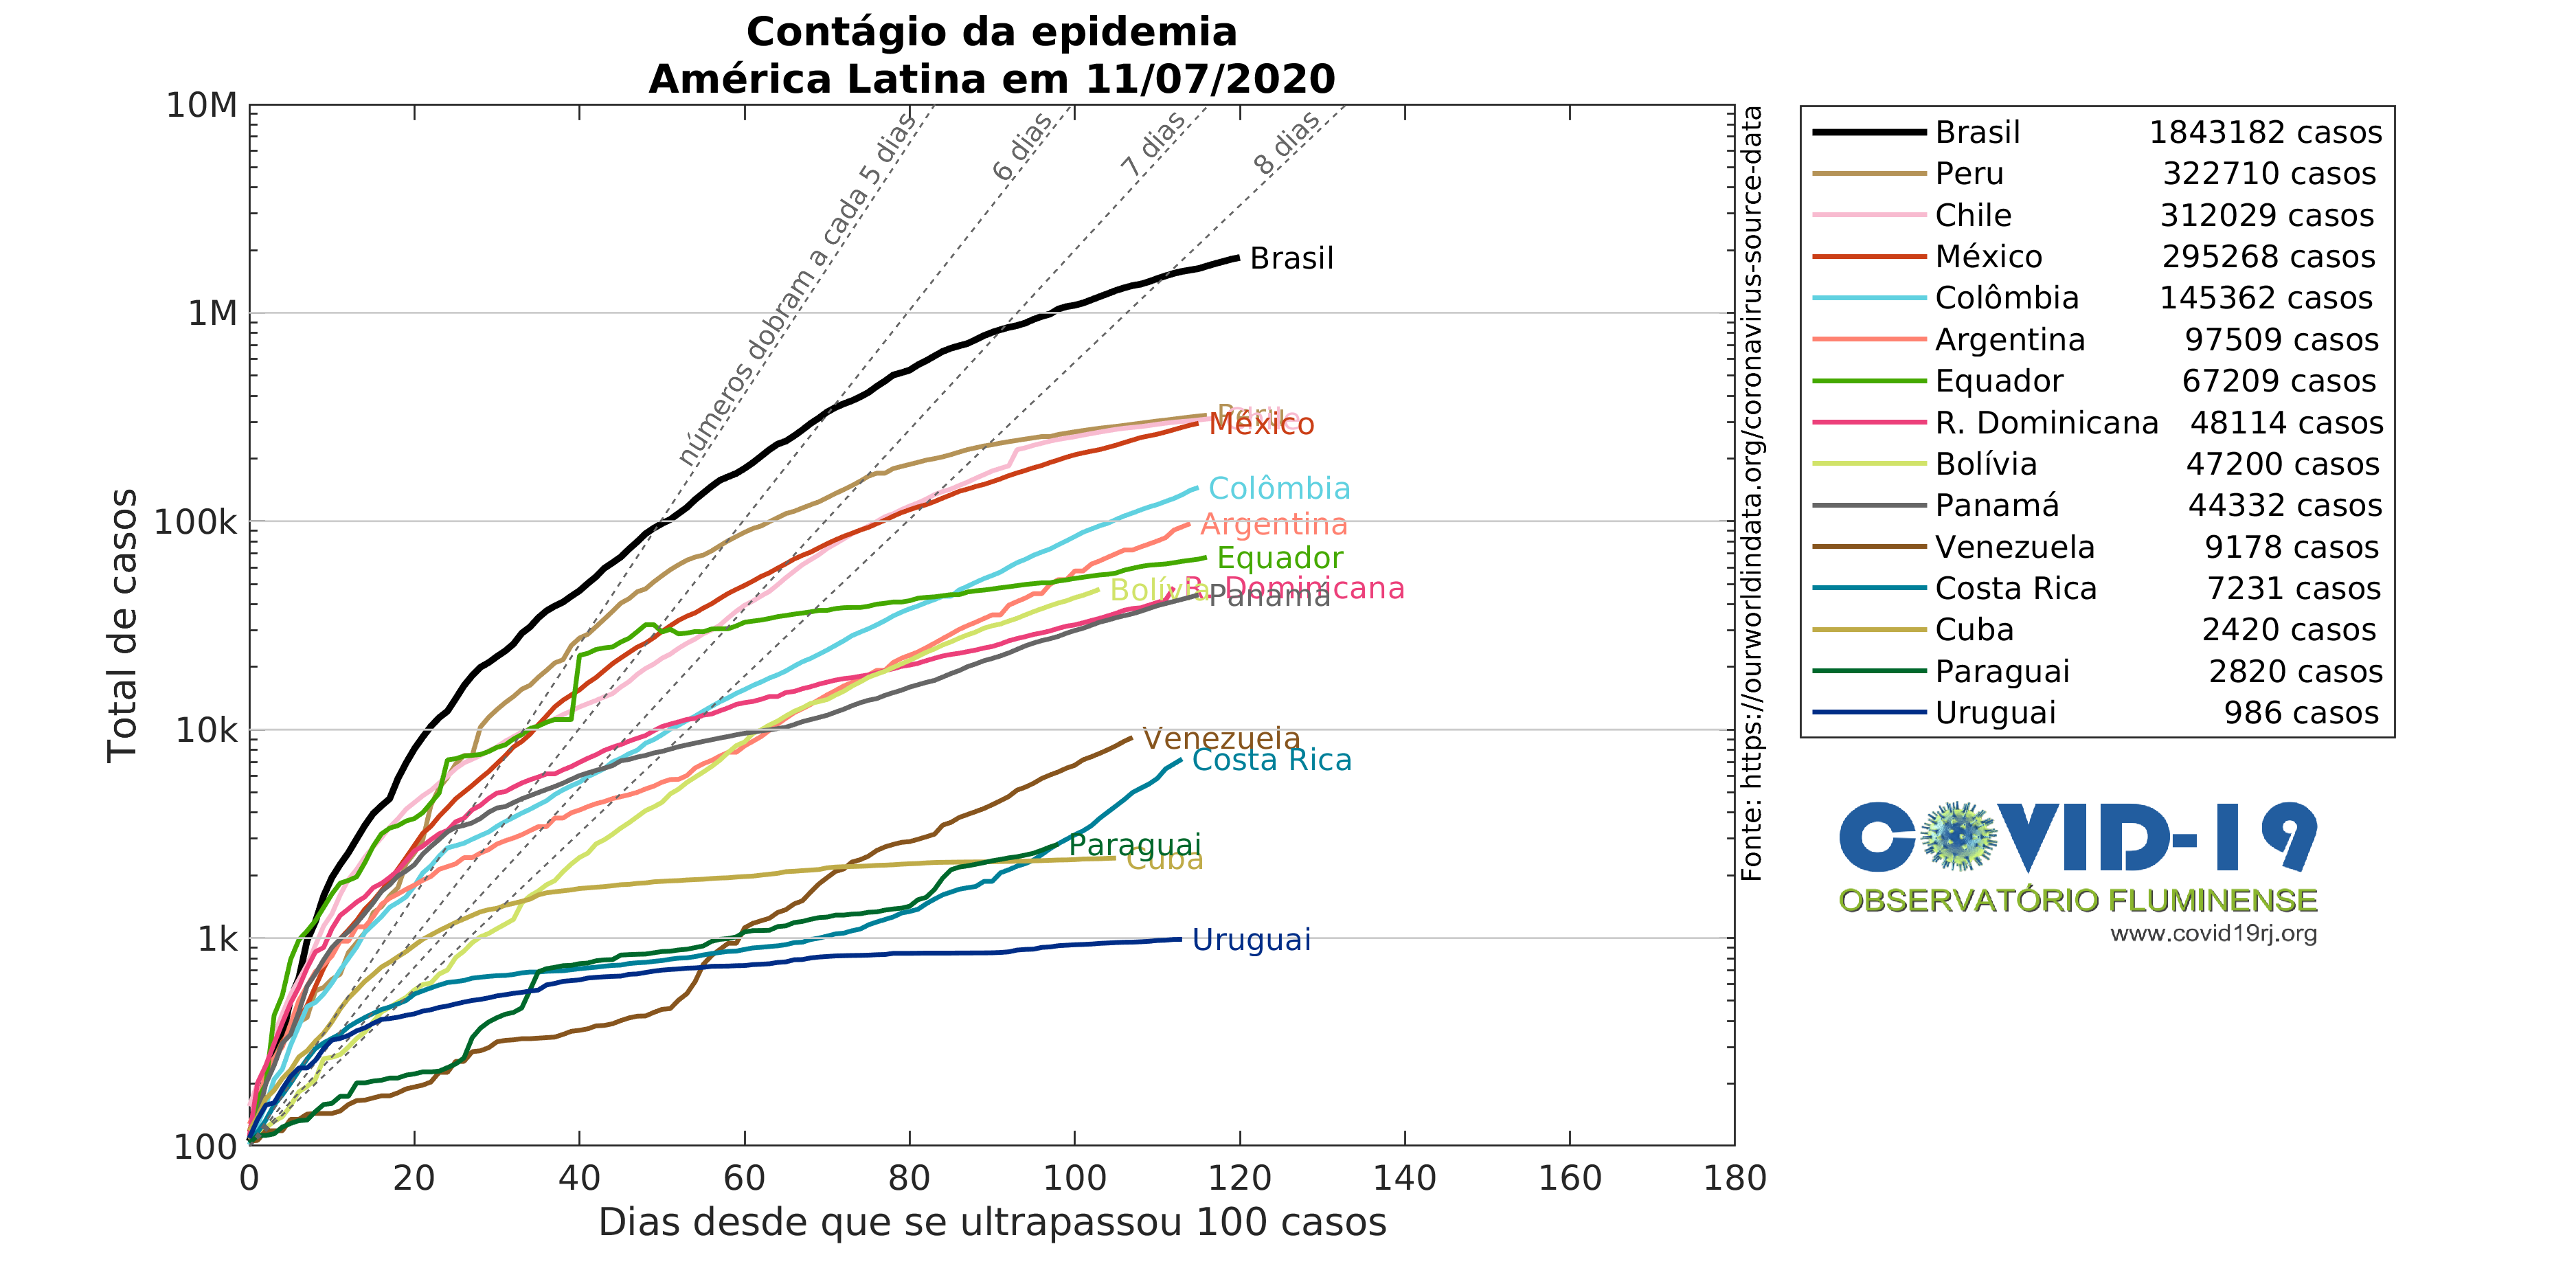 Contágio da epidemia
América Latina em 11/07/2020
Total de casos
10M
1M
100k
10k
1k
100
0 20 40 60 80 100 120 140 160 180
Dias desde que se ultrapassou 100 casos
números dobram a cada 5 dias
6 dias
7 dias
8 dias
Brasil
Peru
Chile
México
Colômbia
Argentina
Equador
Bolívia
R. Dominicana
Panamá
Venezuela
Costa Rica
Paraguai
Cuba
Uruguai
Fonte: https://ourworldindata.org/coronavirus-source-data
Brasil 1843182 casos
Peru 322710 casos
Chile 312029 casos
México 295268 casos
Colômbia 145362 casos
Argentina 97509 casos
Equador 67209 casos
R. Dominicana 48114 casos
Bolívia 47200 casos
Panamá 44332 casos
Venezuela 9178 casos
Costa Rica 7231 casos
Cuba 2420 casos
Paraguai 2820 casos
Uruguai 986 casos
COVID-19
OBSERVATÓRIO FLUMINENSE
www.covid19rj.org